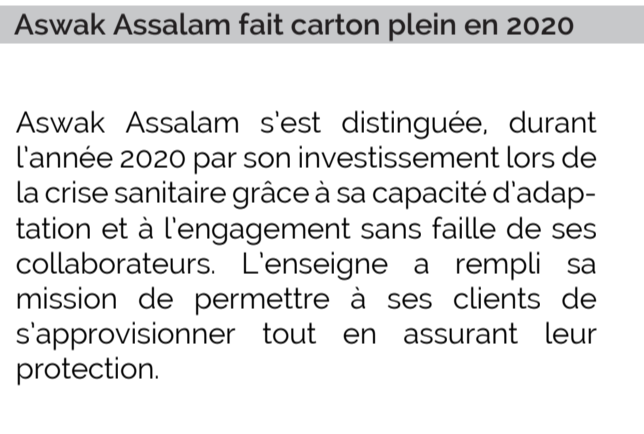 Aswak Assalam fait carton plein en 2020
Aswak Assalam s'est distinguée, durant
l'année 2020 par son investissement lors de
la crise sanitaire grâce à sa capacité d'adap-
tation et à l'engagement sans faille de ses
collaborateurs. L'enseigne a rempli sa
mission de permettre à ses clients de
s'approvisionner tout en assurant leur
protection.